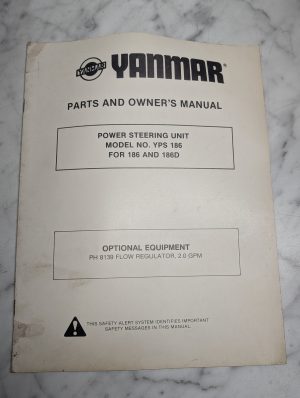 YANMAR YANMAR®
PARTS AND OWNER'S MANUAL
POWER STEERING UNIT
MODEL NO. YPS 186
FOR 186 AND 186D
OPTIONAL EQUIPMENT
PH 8139 FLOW REGULATOR, 2.0 GPM
THIS SAFETY ALERT SYSTEM IDENTIFIES IMPORTANT
SAFETY MESSAGES IN THIS MANUAL.